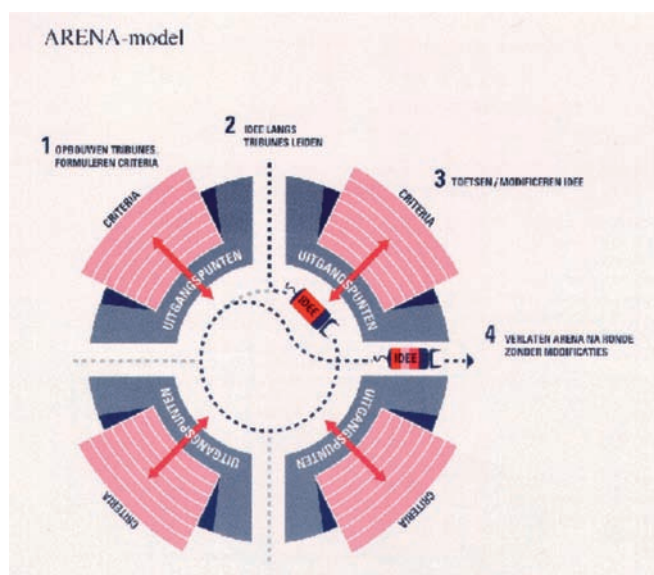 ARENA-model
1 OPBOUWEN TRIBUNES.
FORMULEREN CRITERIA
2 IDEE LANGS
TRIBUNES LEIDEN
3 TOETSEN / MODIFICEREN IDEE
CRITERIA
CRITERIA
UITGANGSPUNTEN
UITGANGSPUNTEN
IDEE
4 VERLATEN ARENA NA RONDE
ZONDER MODIFICATIES
IDEE
UITGANGSPUNTEN
UITGANGSPUNTEN
CRITERIA
CRITERIA